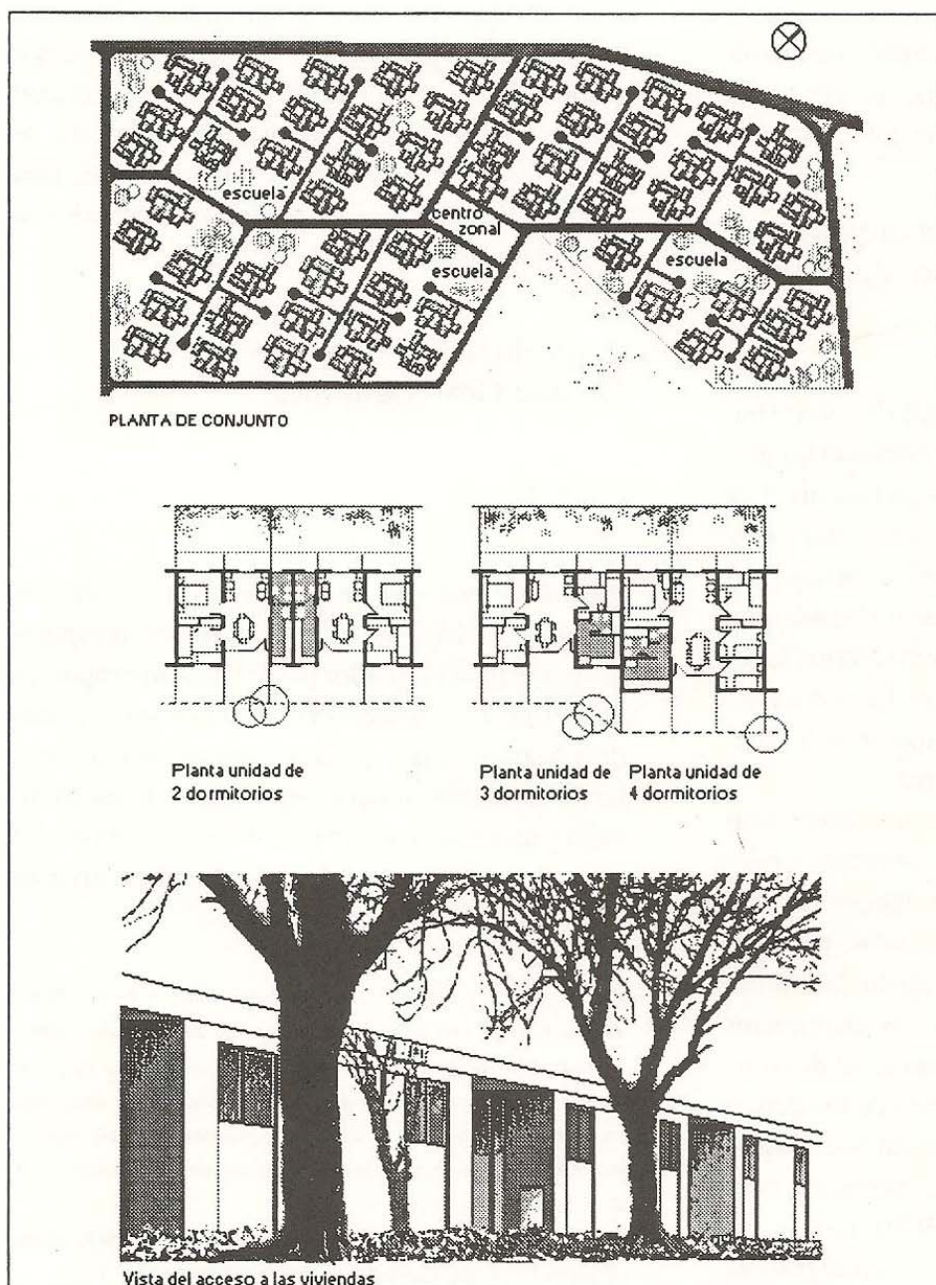 escuela
centro
zonal
escuela
escuela
PLANTA DE CONJUNTO
Planta unidad de
2 dormitorios
Planta unidad de
3 dormitorios
Planta unidad de
4 dormitorios
Vista del acceso a las viviendas